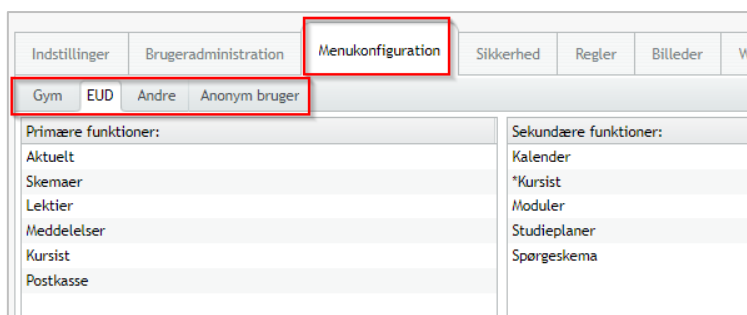 Indstillinger Brugeradministration Menukonfiguration Sikkerhed Regler Billeder
Gym EUD Andre Anonym bruger
Primære funktioner: Sekundære funktioner:
Aktuelt Kalender
Skemaer *Kursist
Lektier Moduler
Meddelelser Studieplaner
Kursist Spørgeskema
Postkasse